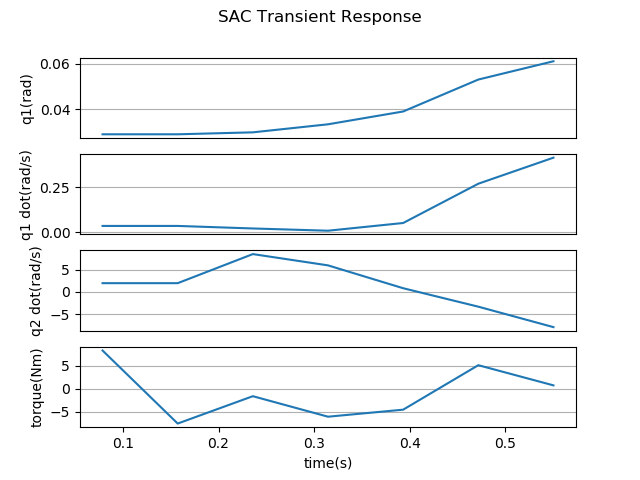 SAC Transient Response
0.06
0.04
q1(rad)
0.25
0.00
q1 dot(rad/s)
5
0
−5
q2 dot(rad/s)
5
0
−5
torque(Nm)
0.1 0.2 0.3 0.4 0.5
time(s)